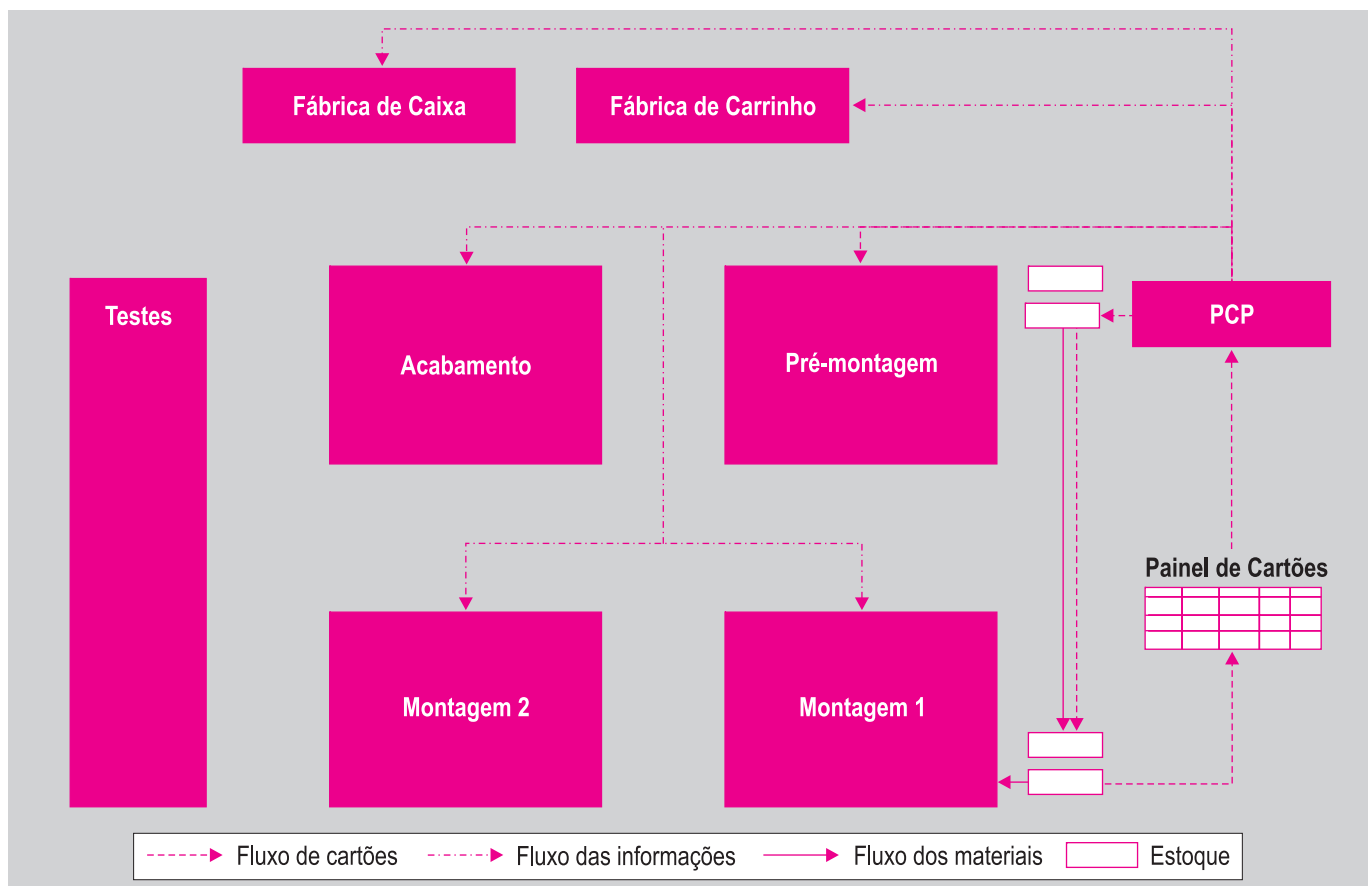 Fábrica de Caixa
Fábrica de Carrinho
Testes
Acabamento
Pré-montagem
PCP
Painel de Cartões
Montagem 2
Montagem 1
Fluxo de cartões
Fluxo das informações
Fluxo dos materiais
Estoque